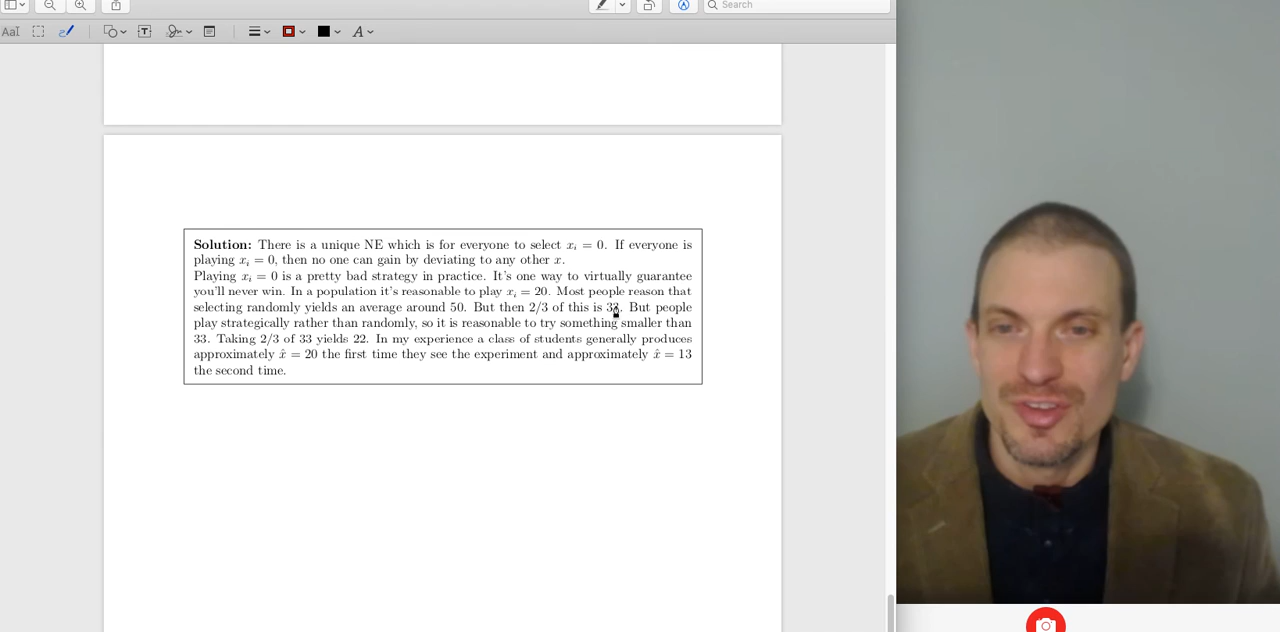 AaI
A
Search
Solution: There is a unique NE which is for everyone to select xᵢ = 0. If everyone is
playing xᵢ = 0, then no one can gain by deviating to any other x.
Playing xᵢ = 0 is a pretty bad strategy in practice. It's one way to virtually guarantee
you'll never win. In a population it's reasonable to play xᵢ = 20. Most people reason that
selecting randomly yields an average around 50. But then 2/3 of this is 33. But people
play strategically rather than randomly, so it is reasonable to try something smaller than
33. Taking 2/3 of 33 yields 22. In my experience a class of students generally produces
approximately x̂ = 20 the first time they see the experiment and approximately x̂ = 13
the second time.